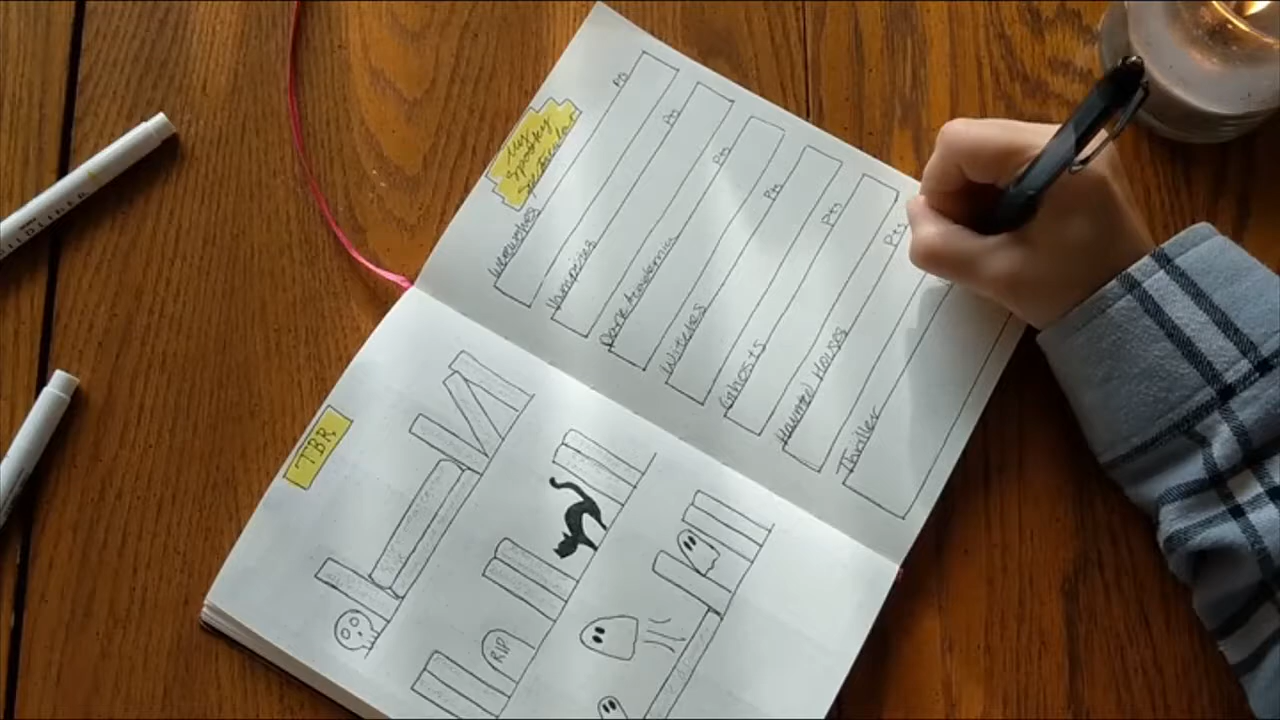 My
Spooky
Spectacular
Werewolves
Pts
Vampires
Pts
Dark Academia
Pts
Witches
Pts
Ghosts
Pts
Haunted Houses
Pts
Thriller
TBR
RIP